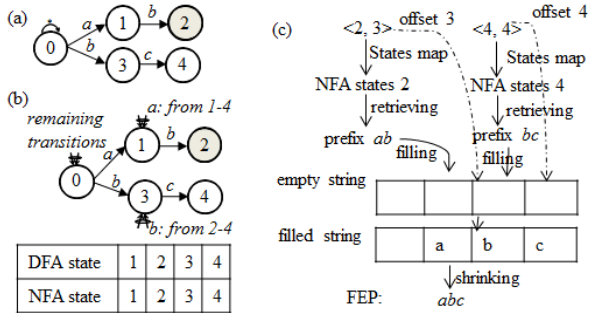 (a)
a
b
0
1
2
b
c
3
4
(b)
remaining
transitions
a: from 1-4
a
b
0
1
2
b
c
3
4
b: from 2-4
DFA state 1 2 3 4
NFA state 1 2 3 4
(c)
<2, 3> offset 3 <4, 4> offset 4
States map States map
NFA states 2 NFA states 4
retrieving retrieving
prefix ab prefix bc
filling filling
empty string
filled string a b c
shrinking
FEP: abc